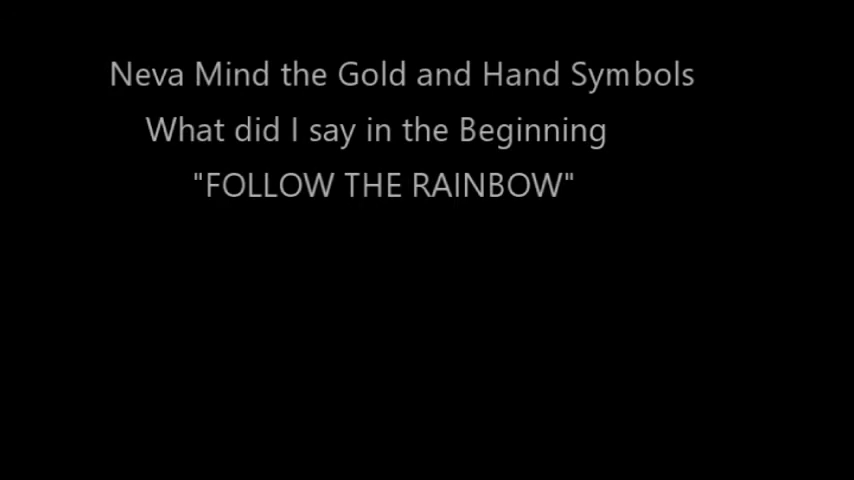 Neva Mind the Gold and Hand Symbols
What did I say in the Beginning
"FOLLOW THE RAINBOW"